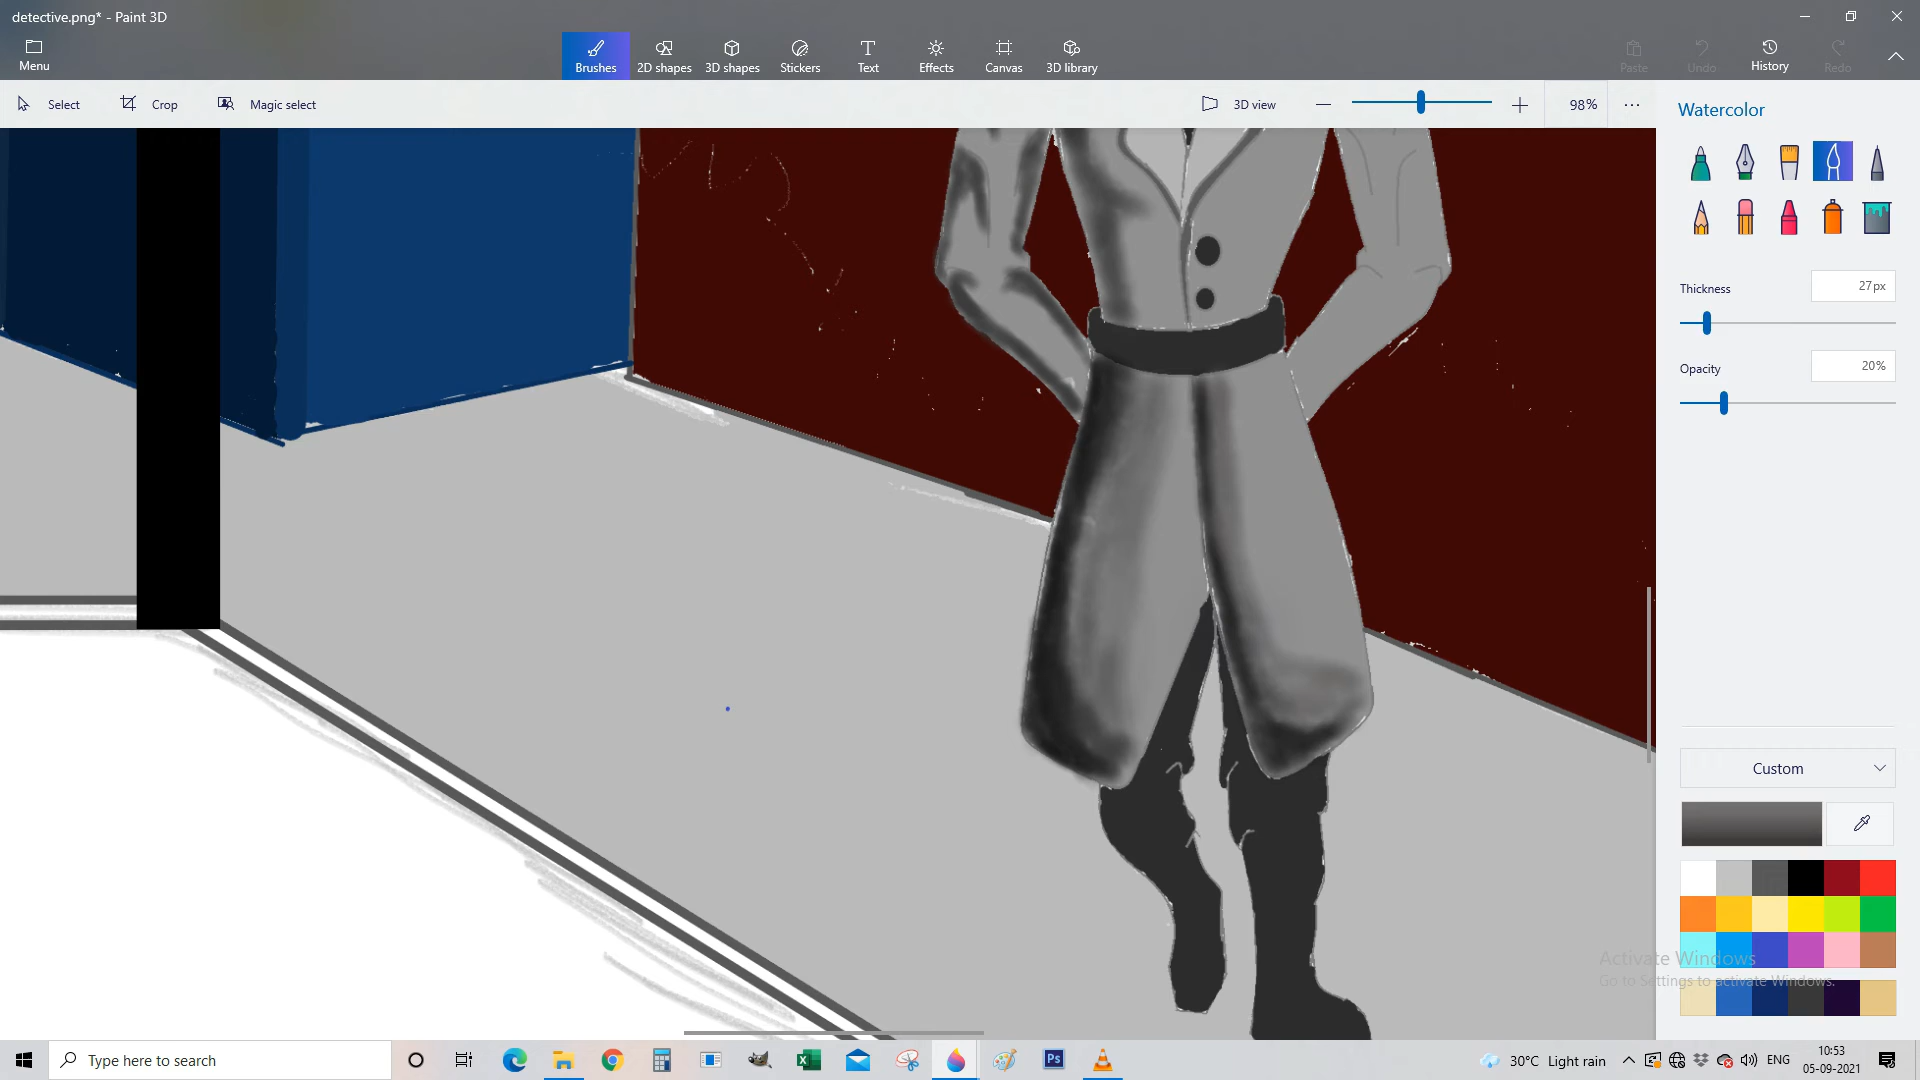 detective.png* - Paint 3D
Menu
Brushes 2D shapes 3D shapes Stickers Text Effects Canvas 3D library Paste Undo History Redo
Select Crop Magic select 3D view 98%
Watercolor
Thickness 27px
Opacity 20%
Custom
Activate Windows
Go to Settings to activate Windows.
Type here to search
Ps
30°C Light rain
ENG
10:53
05-09-2021